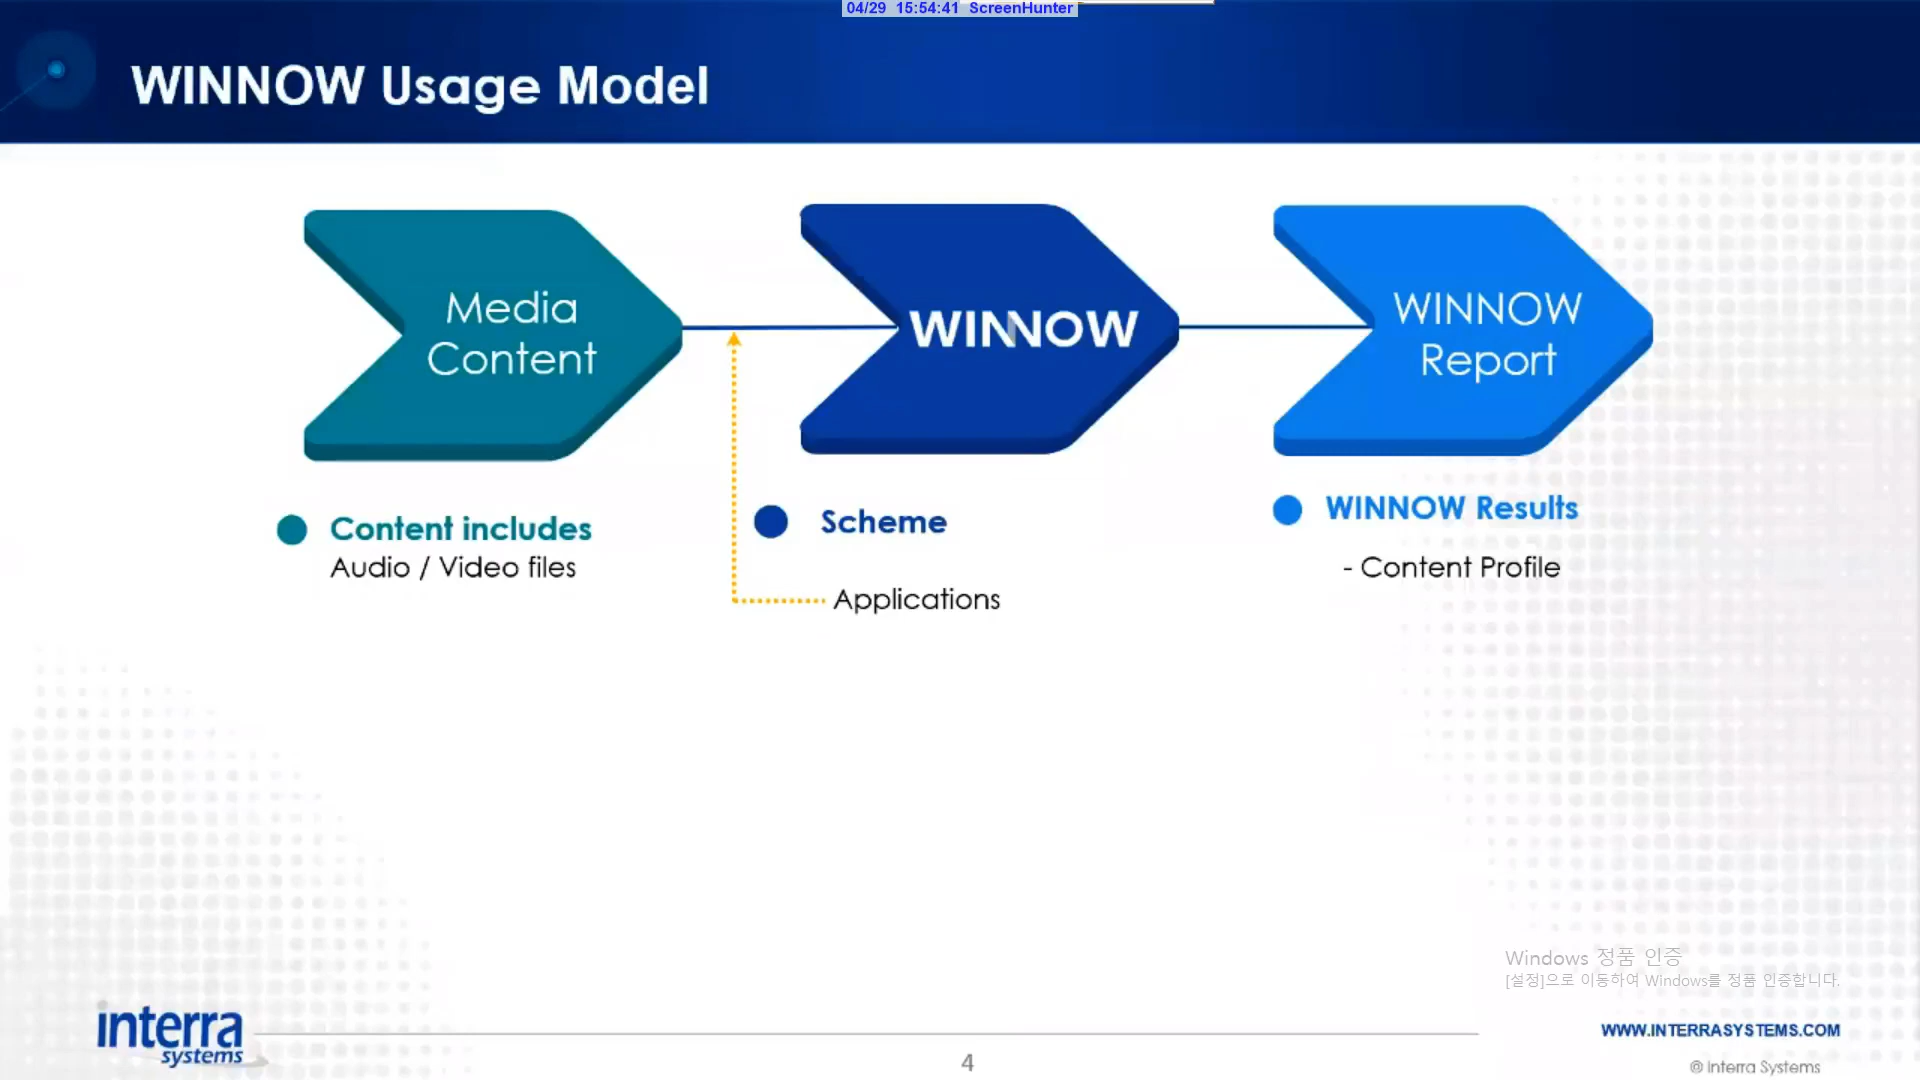 04/29 15:54:41 ScreenHunter
WINNOW Usage Model
Media
Content
WINNOW
WINNOW
Report
Content includes
Audio / Video files
Scheme
Applications
WINNOW Results
- Content Profile
Windows 정품 인증
[설정]으로 이동하여 Windows를 정품 인증합니다.
interra
systems
4
WWW.INTERRASYSTEMS.COM
@ Interra Systems